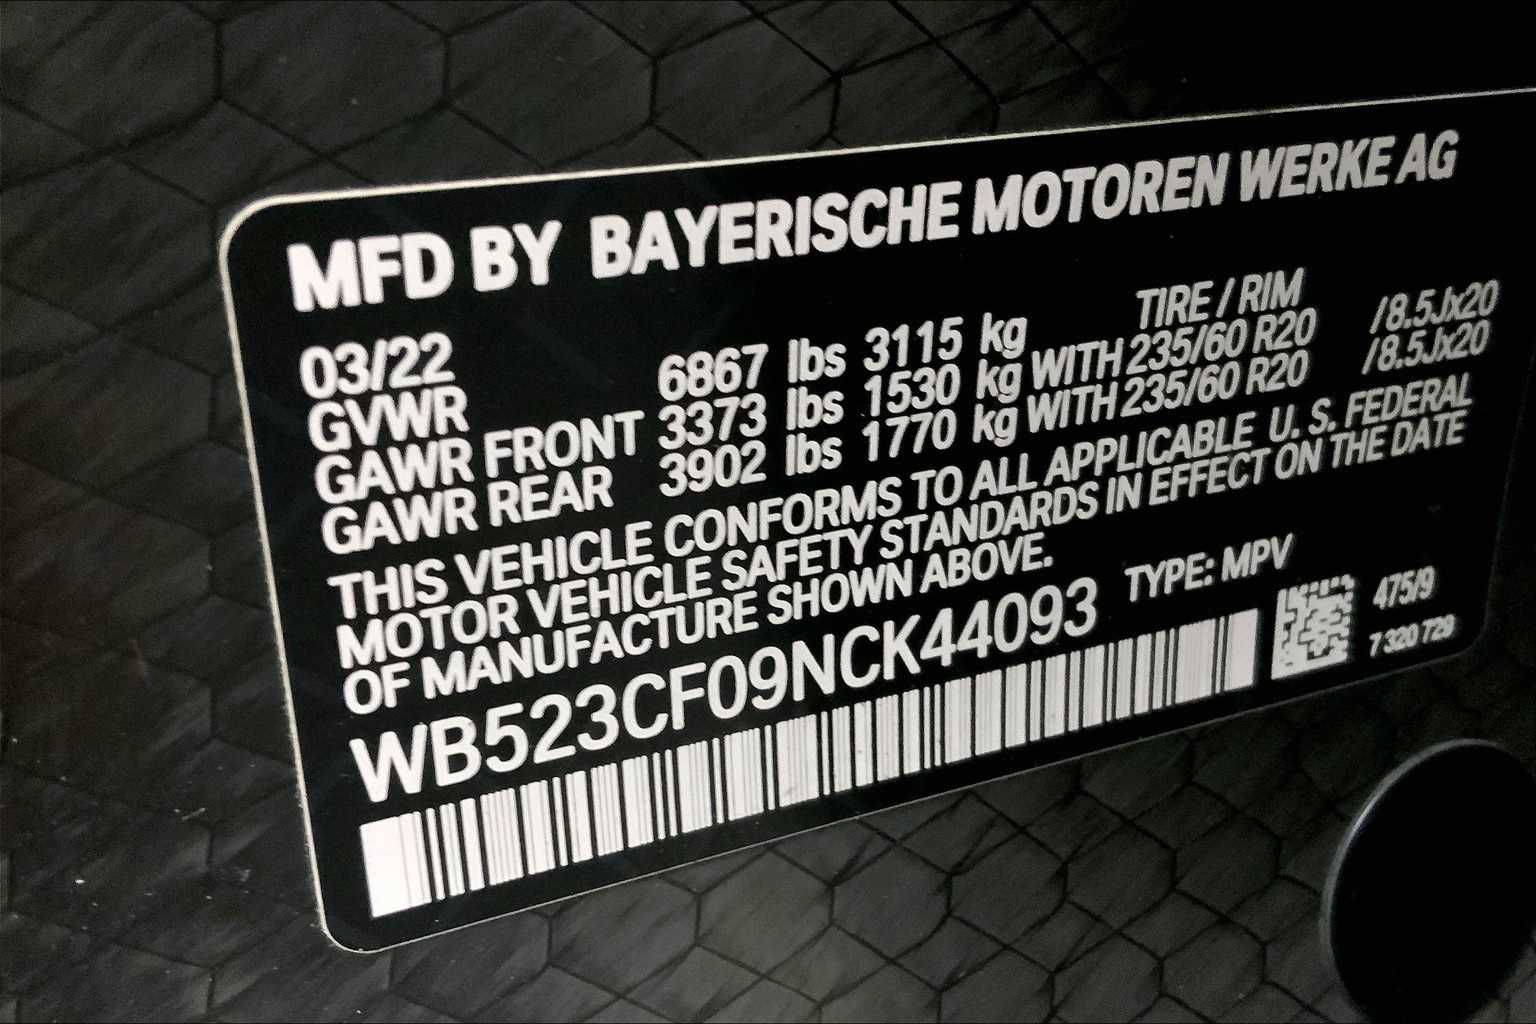 MFD BY BAYERISCHE MOTOREN WERKE AG
03/22 TIRE / RIM
GVWR 6867 lbs 3115 kg
GAWR FRONT 3373 lbs 1530 kg WITH 235/60 R20 /8.5Jx20
GAWR REAR 3902 lbs 1770 kg WITH 235/60 R20 /8.5Jx20
THIS VEHICLE CONFORMS TO ALL APPLICABLE U. S. FEDERAL
MOTOR VEHICLE SAFETY STANDARDS IN EFFECT ON THE DATE
OF MANUFACTURE SHOWN ABOVE.
WB523CF09NCK44093 TYPE: MPV
475/9
7 320 729